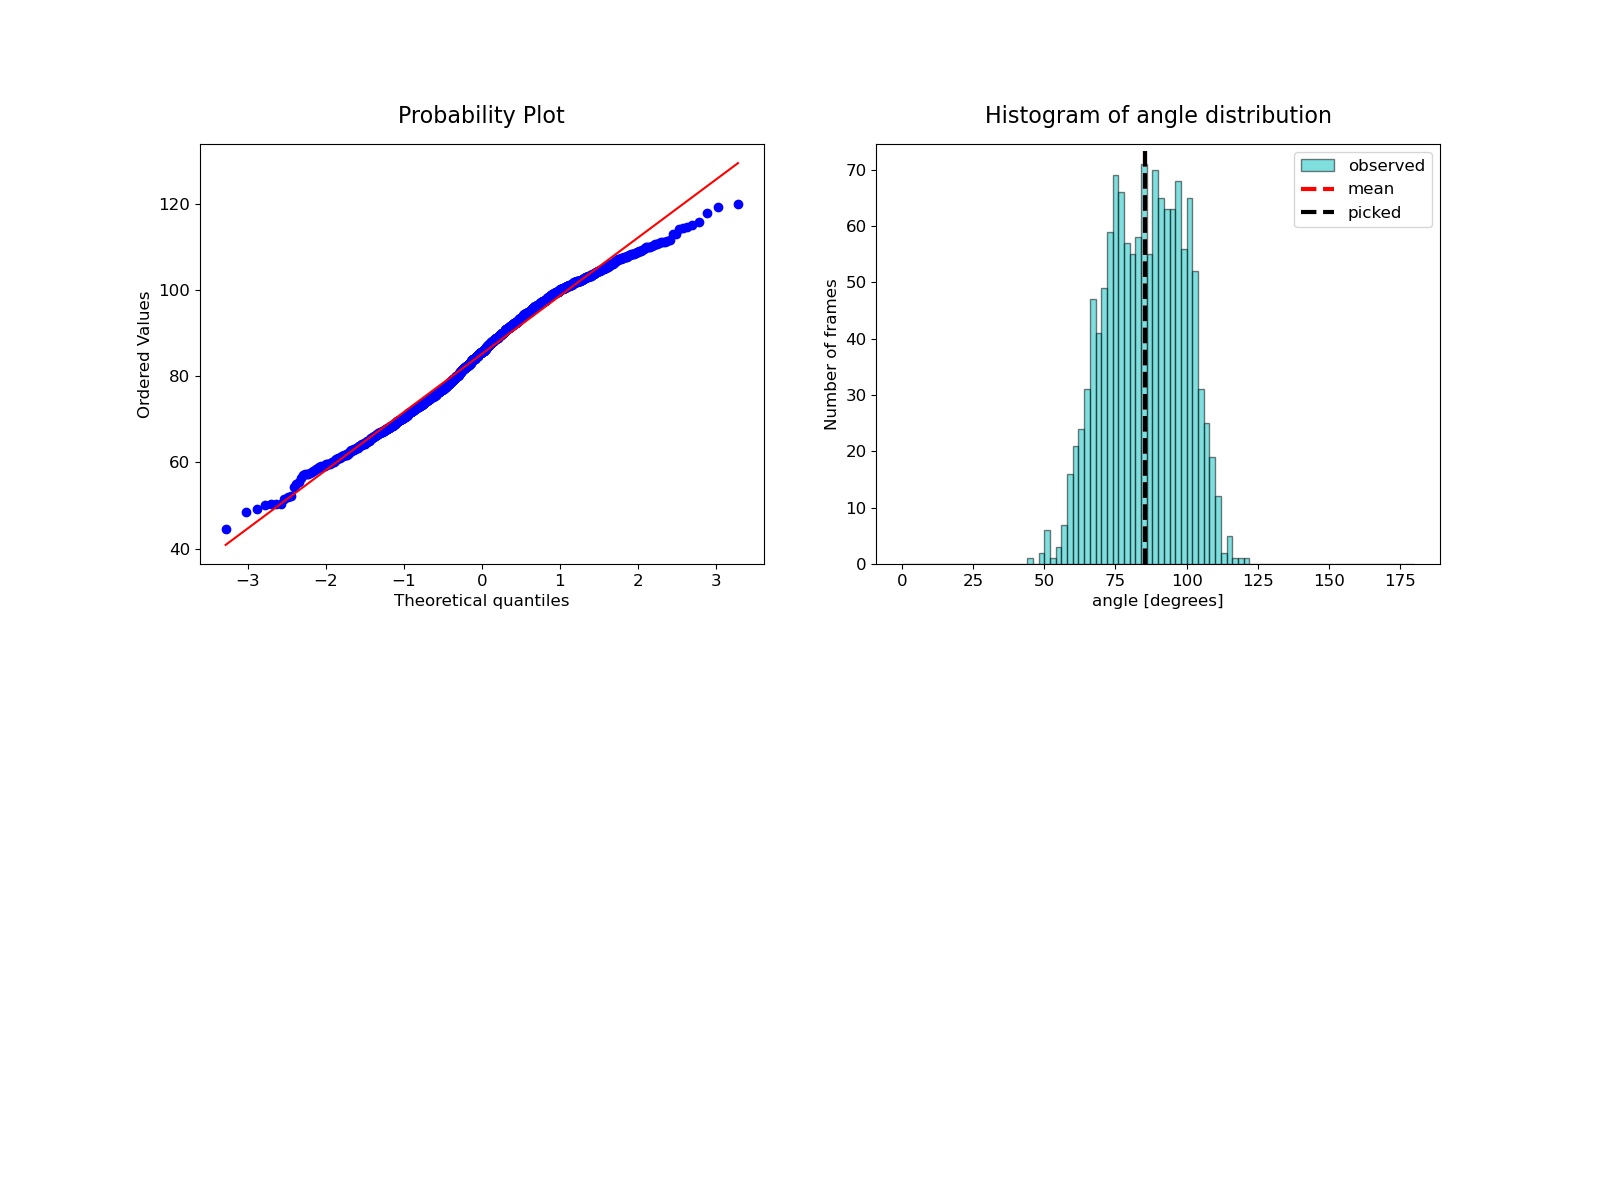 Probability Plot
Ordered Values
120
100
80
60
40
−3 −2 −1 0 1 2 3
Theoretical quantiles
Histogram of angle distribution
Number of frames
70
60
50
40
30
20
10
0
0 25 50 75 100 125 150 175
angle [degrees]
observed
mean
picked